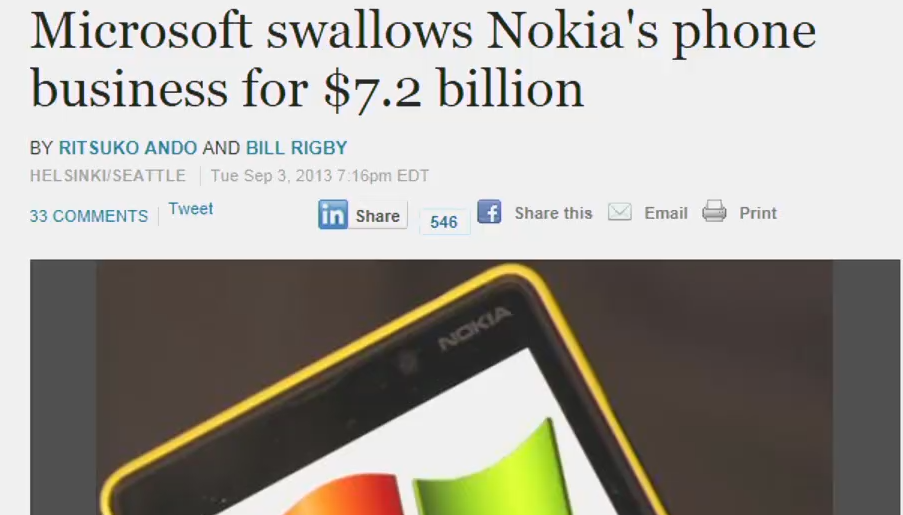 Microsoft swallows Nokia's phone
business for $7.2 billion
BY RITSUKO ANDO AND BILL RIGBY
HELSINKI/SEATTLE Tue Sep 3, 2013 7:16pm EDT
33 COMMENTS Tweet in Share 546 f Share this Email Print
NOKIA